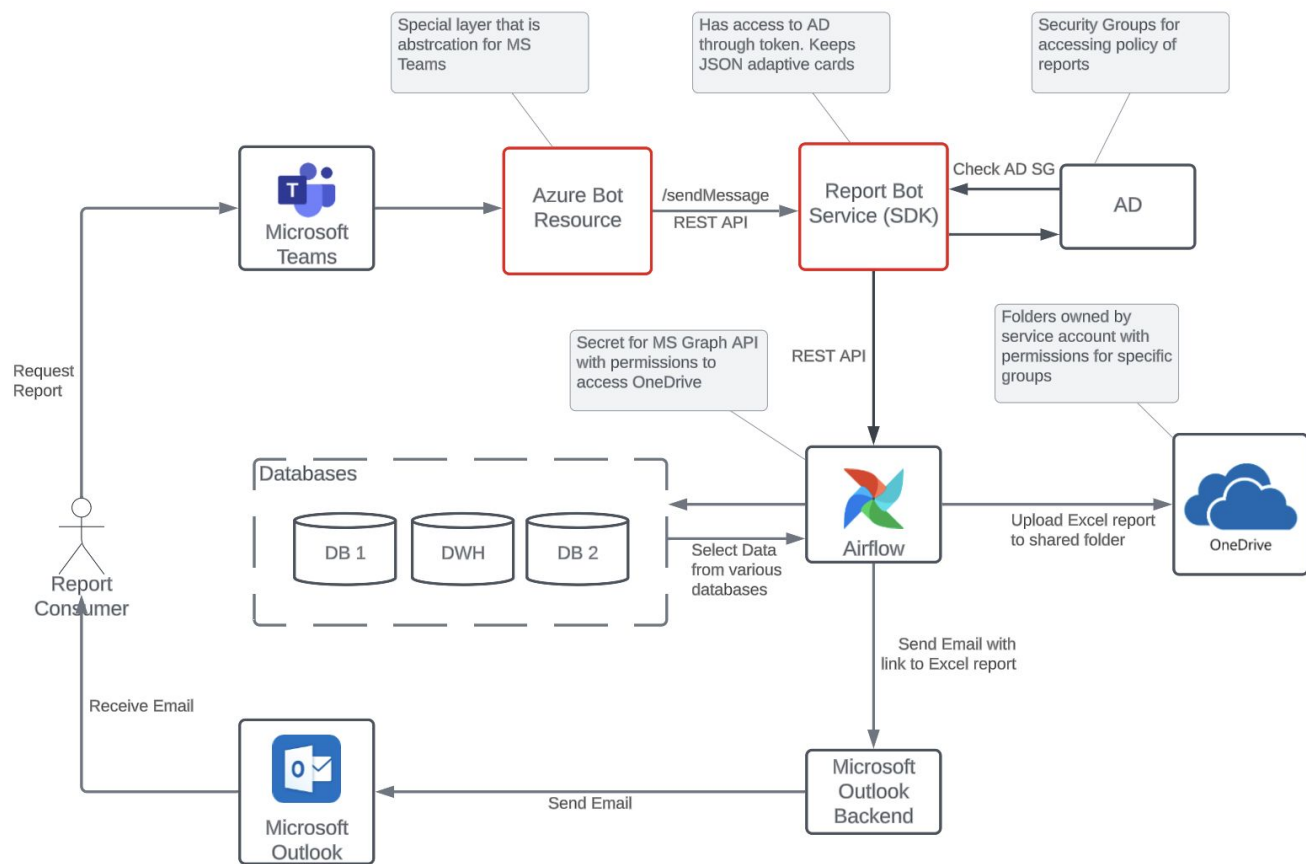 Special layer that is
abstrcation for MS
Teams
Has access to AD
through token. Keeps
JSON adaptive cards
Security Groups for
accessing policy of
reports
T
Microsoft
Teams
Azure Bot
Resource
/sendMessage
REST API
Report Bot
Service (SDK)
Check AD SG
AD
Request
Report
Secret for MS Graph API
with permissions to
access OneDrive
REST API
Folders owned by
service account with
permissions for specific
groups
Databases
DB 1
DWH
DB 2
Select Data
from various
databases
Airflow
Upload Excel report
to shared folder
OneDrive
Report
Consumer
Send Email with
link to Excel report
Receive Email
O
Microsoft
Outlook
Send Email
Microsoft
Outlook
Backend